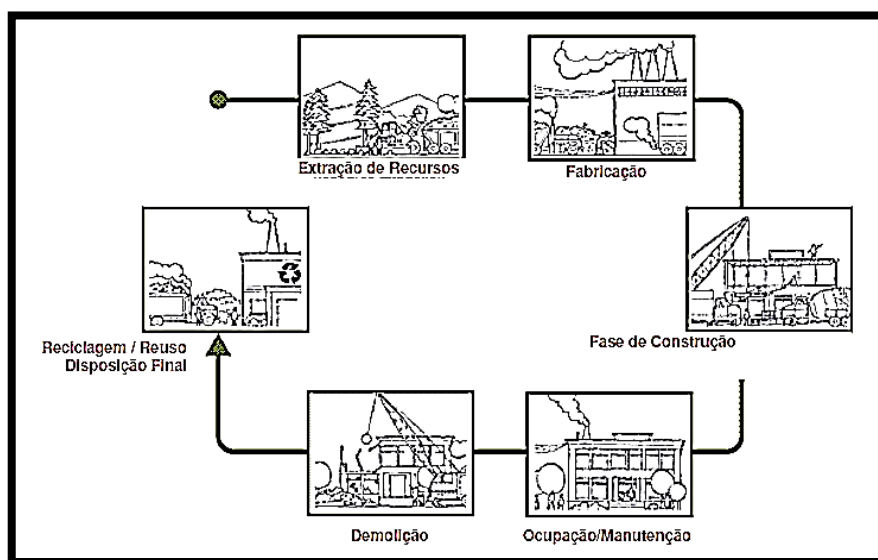 Extração de Recursos
Fabricação
Fase de Construção
Ocupação/Manutenção
Demolição
Reciclagem / Reuso
Disposição Final